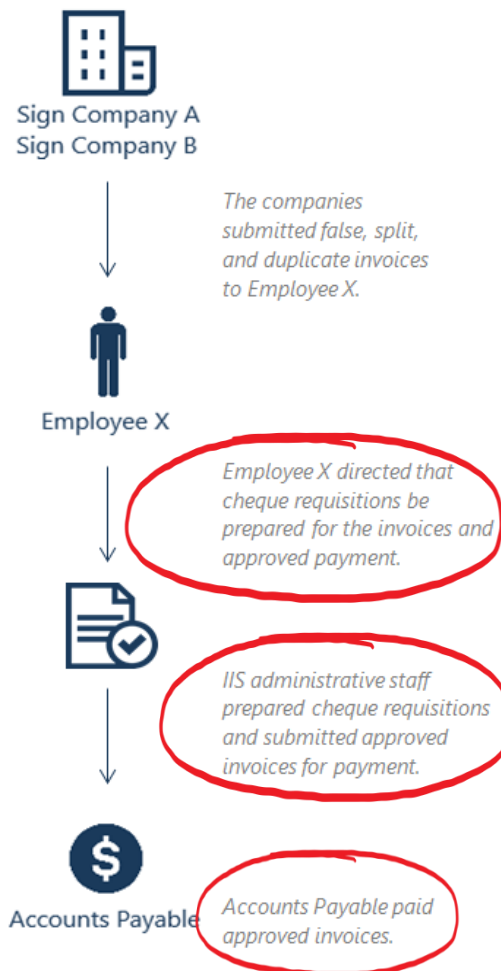 Sign Company A
Sign Company B
The companies
submitted false, split,
and duplicate invoices
to Employee X.
Employee X
Employee X directed that
cheque requisitions be
prepared for the invoices and
approved payment.
IIS administrative staff
prepared cheque requisitions
and submitted approved
invoices for payment.
$
Accounts Payable
Accounts Payable paid
approved invoices.